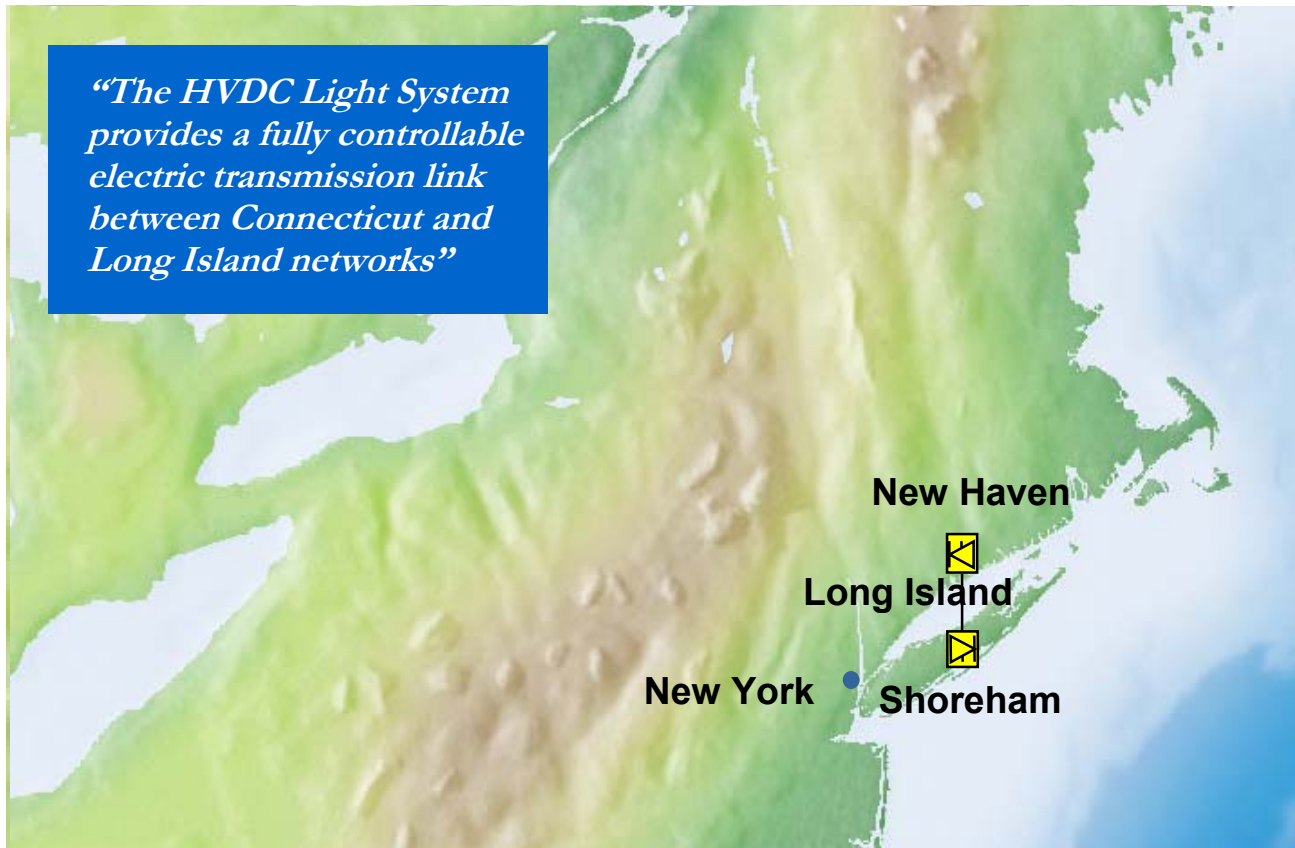 “The HVDC Light System
provides a fully controllable
electric transmission link
between Connecticut and
Long Island networks”
New Haven
Long Island
New York
Shoreham